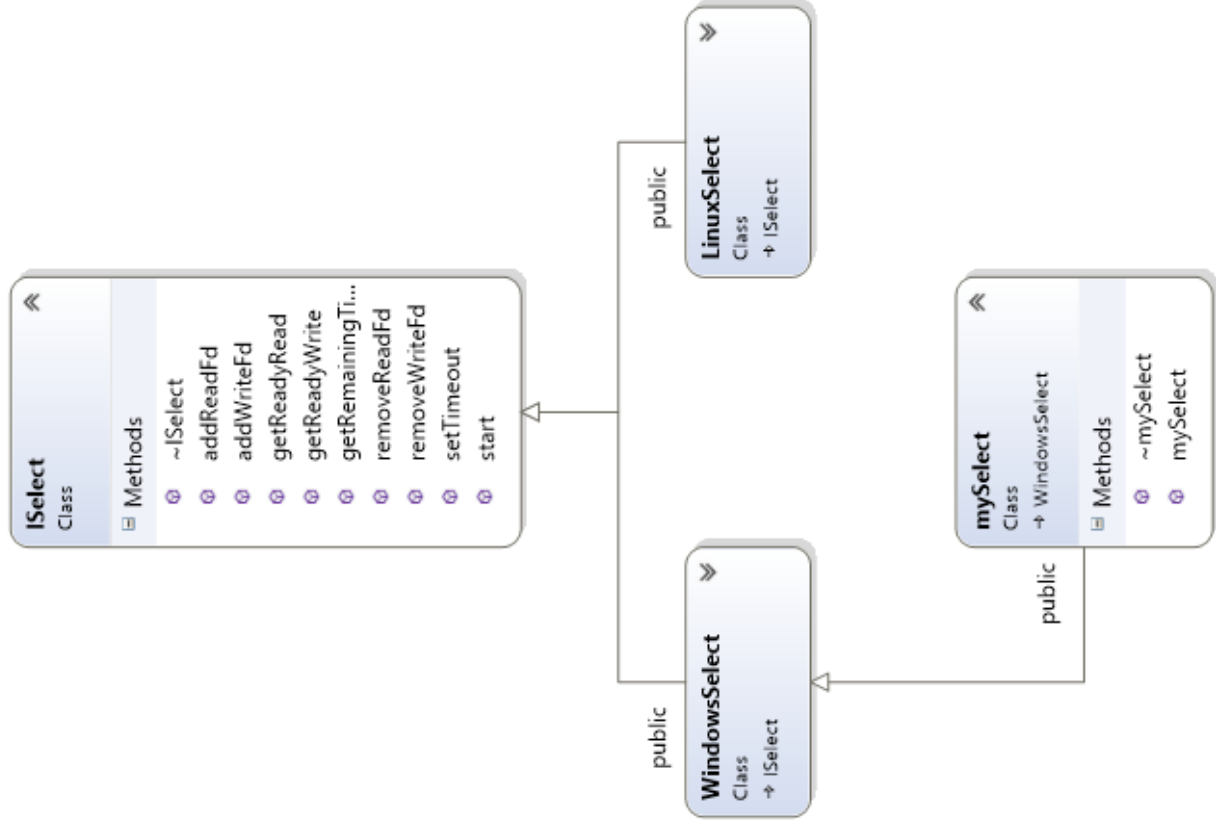 ISelect
Class
Methods
~ISelect
addReadFd
addWriteFd
getReadyRead
getReadyWrite
getRemainingTi...
removeReadFd
removeWriteFd
setTimeout
start
public
public
WindowsSelect
Class
ISelect
LinuxSelect
Class
ISelect
public
mySelect
Class
WindowsSelect
Methods
~mySelect
mySelect